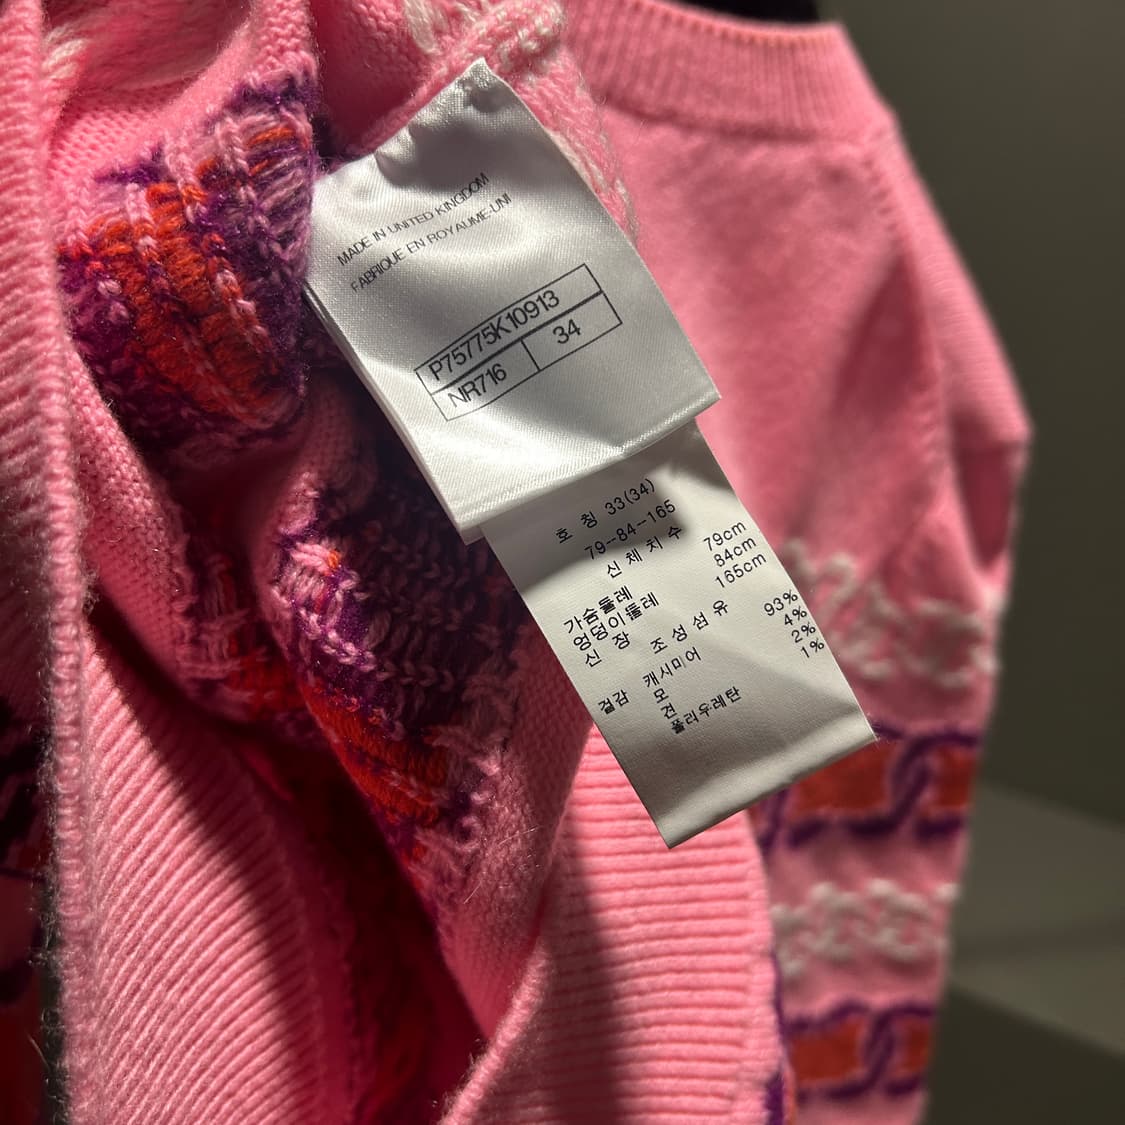 MADE IN UNITED KINGDOM
FABRIQUE EN ROYAUME-UNI
P75775K10913
NR716 34
호 칭 33(34)
79--84--165
신 체 치 수
가슴둘레 79cm
엉덩이둘레 84cm
신 장 165cm
조 성 섬 유
겉감 캐시미어 93%
모 4%
견 2%
폴리우레탄 1%